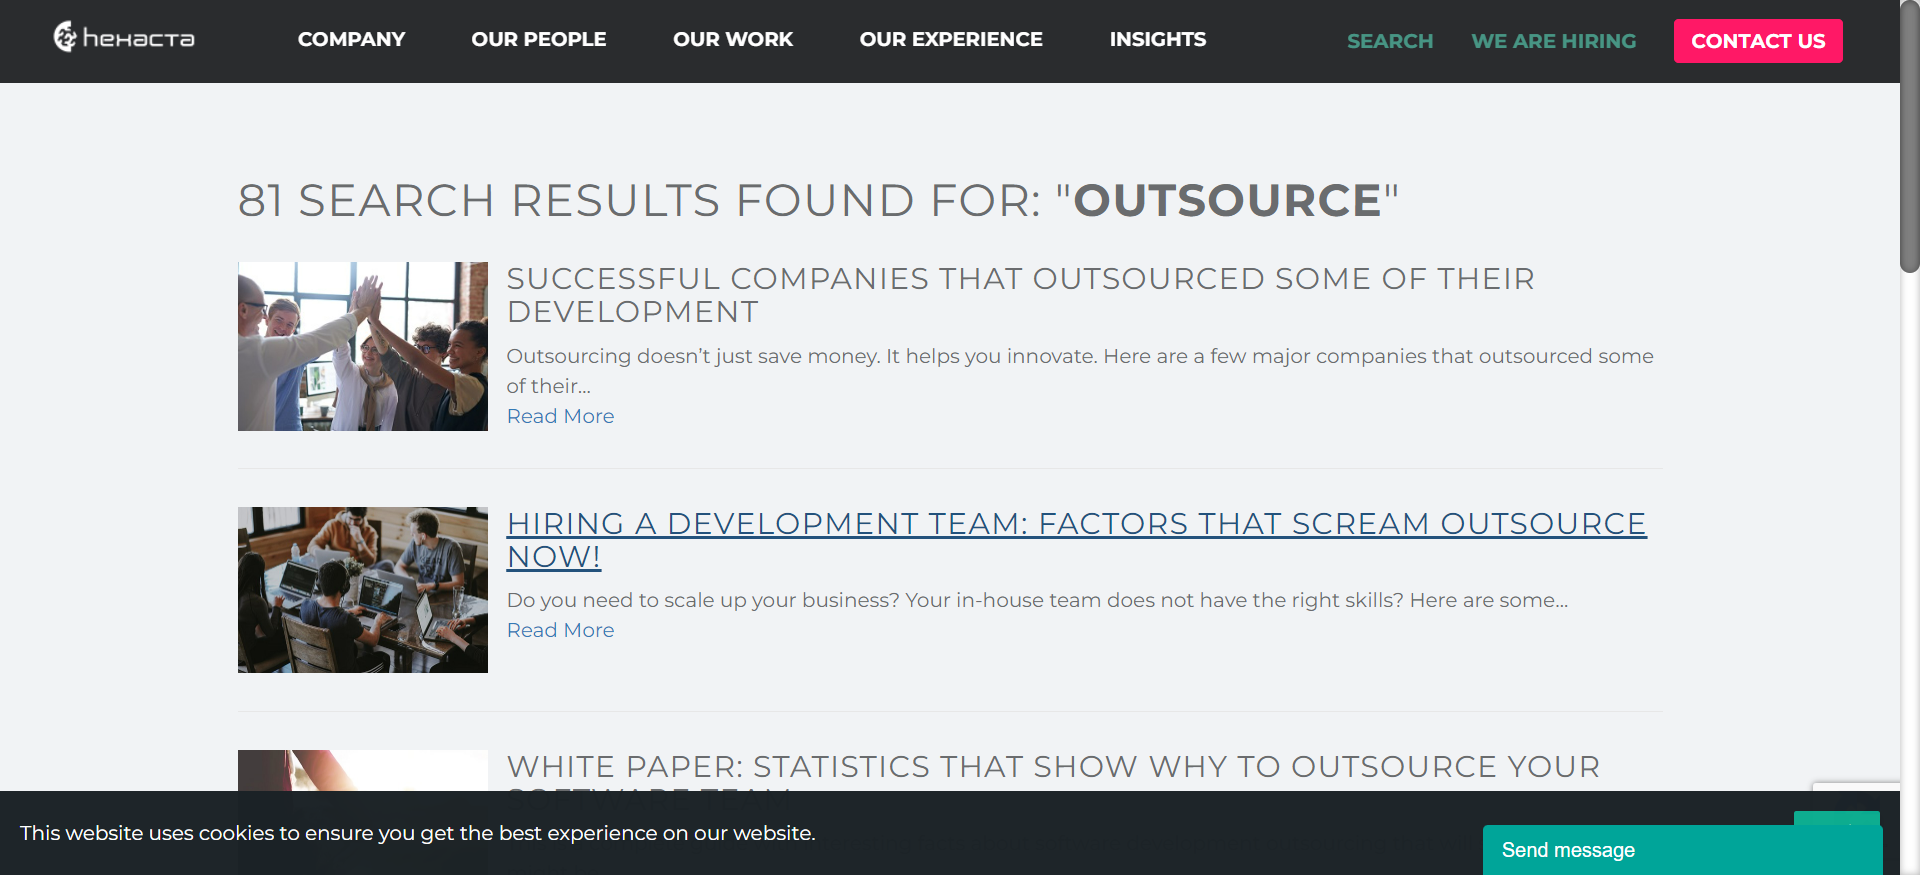 hexacta
COMPANY
OUR PEOPLE
OUR WORK
OUR EXPERIENCE
INSIGHTS
SEARCH
WE ARE HIRING
CONTACT US
81 SEARCH RESULTS FOUND FOR: "OUTSOURCE"
SUCCESSFUL COMPANIES THAT OUTSOURCED SOME OF THEIR
DEVELOPMENT
Outsourcing doesn’t just save money. It helps you innovate. Here are a few major companies that outsourced some
of their...
Read More
HIRING A DEVELOPMENT TEAM: FACTORS THAT SCREAM OUTSOURCE
NOW!
Do you need to scale up your business? Your in-house team does not have the right skills? Here are some...
Read More
WHITE PAPER: STATISTICS THAT SHOW WHY TO OUTSOURCE YOUR
SOFTWARE TEAM
This website uses cookies to ensure you get the best experience on our website.
Send message